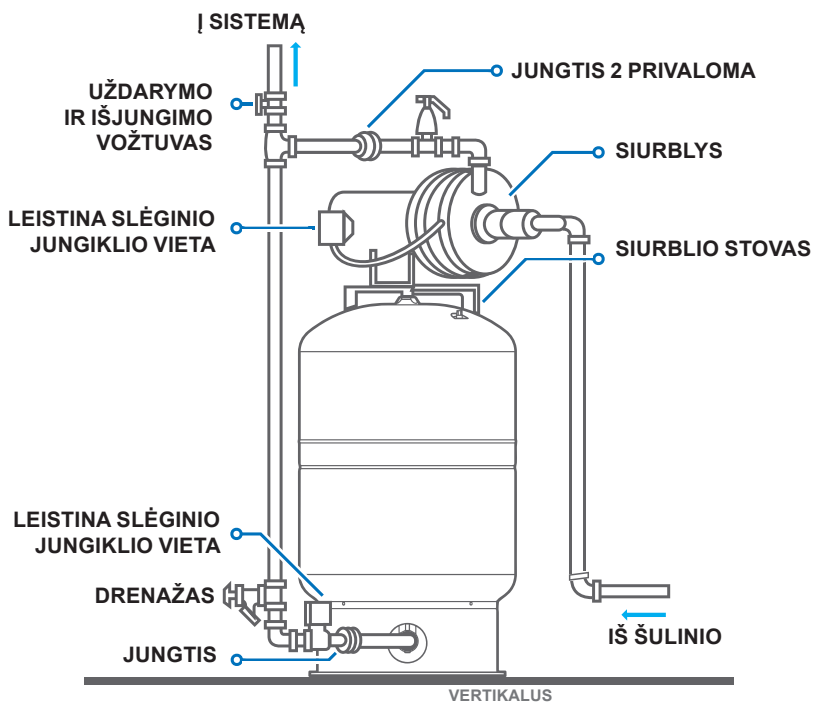 Į SISTEMĄ
JUNGTIS 2 PRIVALOMA
UŽDARYMO
IR IŠJUNGIMO
VOŽTUVAS
SIURBLYS
LEISTINA SLĖGINIO
JUNGIKLIO VIETA
SIURBLIO STOVAS
LEISTINA SLĖGINIO
JUNGIKLIO VIETA
DRENAŽAS
IŠ ŠULINIO
JUNGTIS
VERTIKALUS